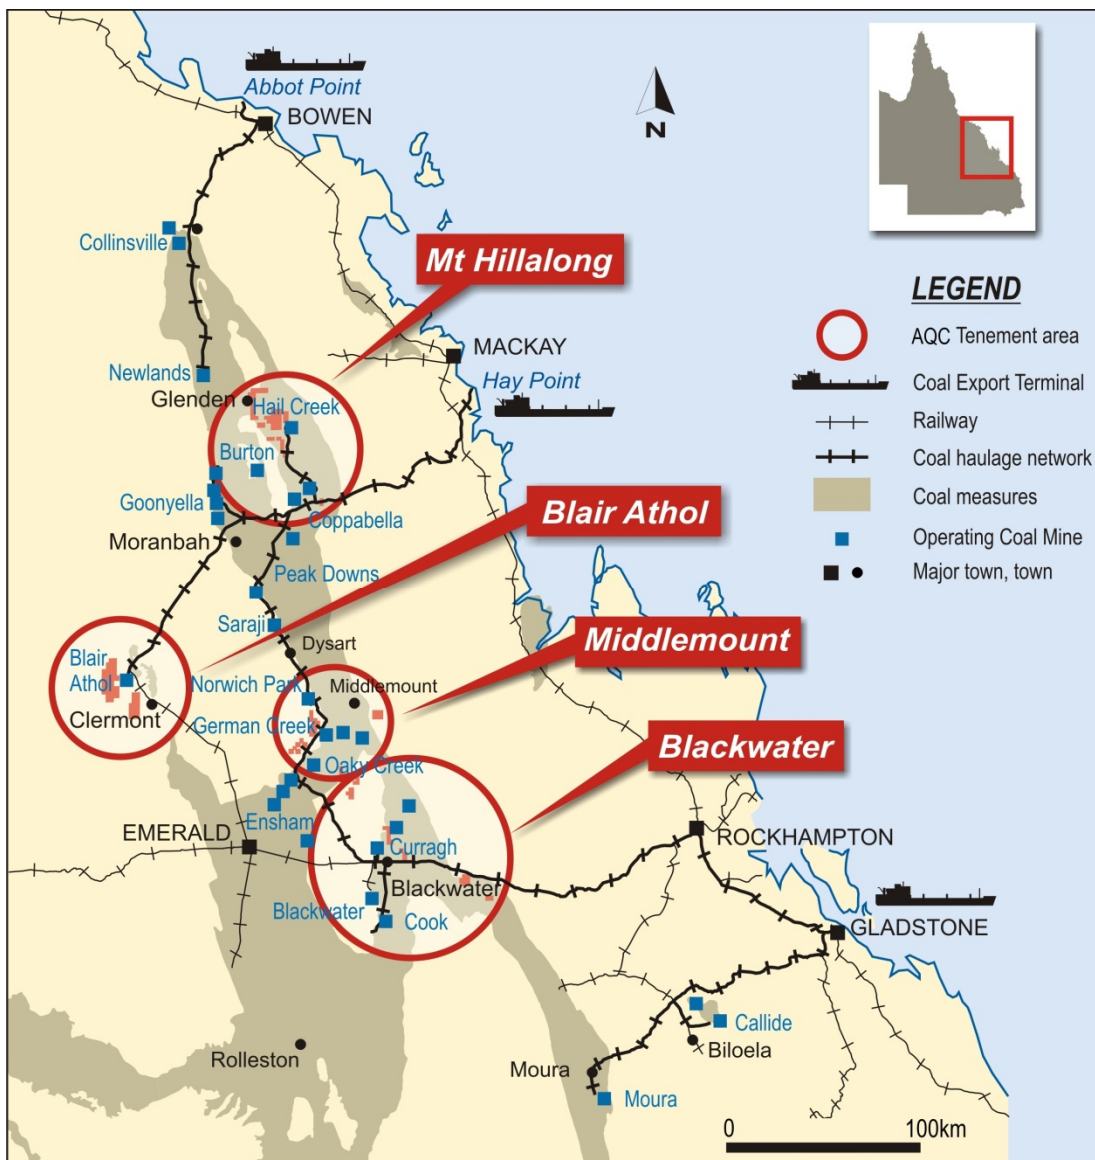 Abbot Point
BOWEN
N
Collinsville
Mt Hillalong
LEGEND
AQC Tenement area
Coal Export Terminal
Railway
Coal haulage network
Coal measures
Operating Coal Mine
Major town, town
MACKAY
Hay Point
Newlands
Glenden
Hail Creek
Burton
Goonyella
Coppabella
Moranbah
Blair Athol
Peak Downs
Saraji
Dysart
Middlemount
Blair
Athol
Clermont
Norwich Park
Middlemount
German Creek
Oaky Creek
Blackwater
Ensham
EMERALD
Curragh
Blackwater
Blackwater
Cook
ROCKHAMPTON
GLADSTONE
Callide
Biloela
Rolleston
Moura
Moura
0
100km